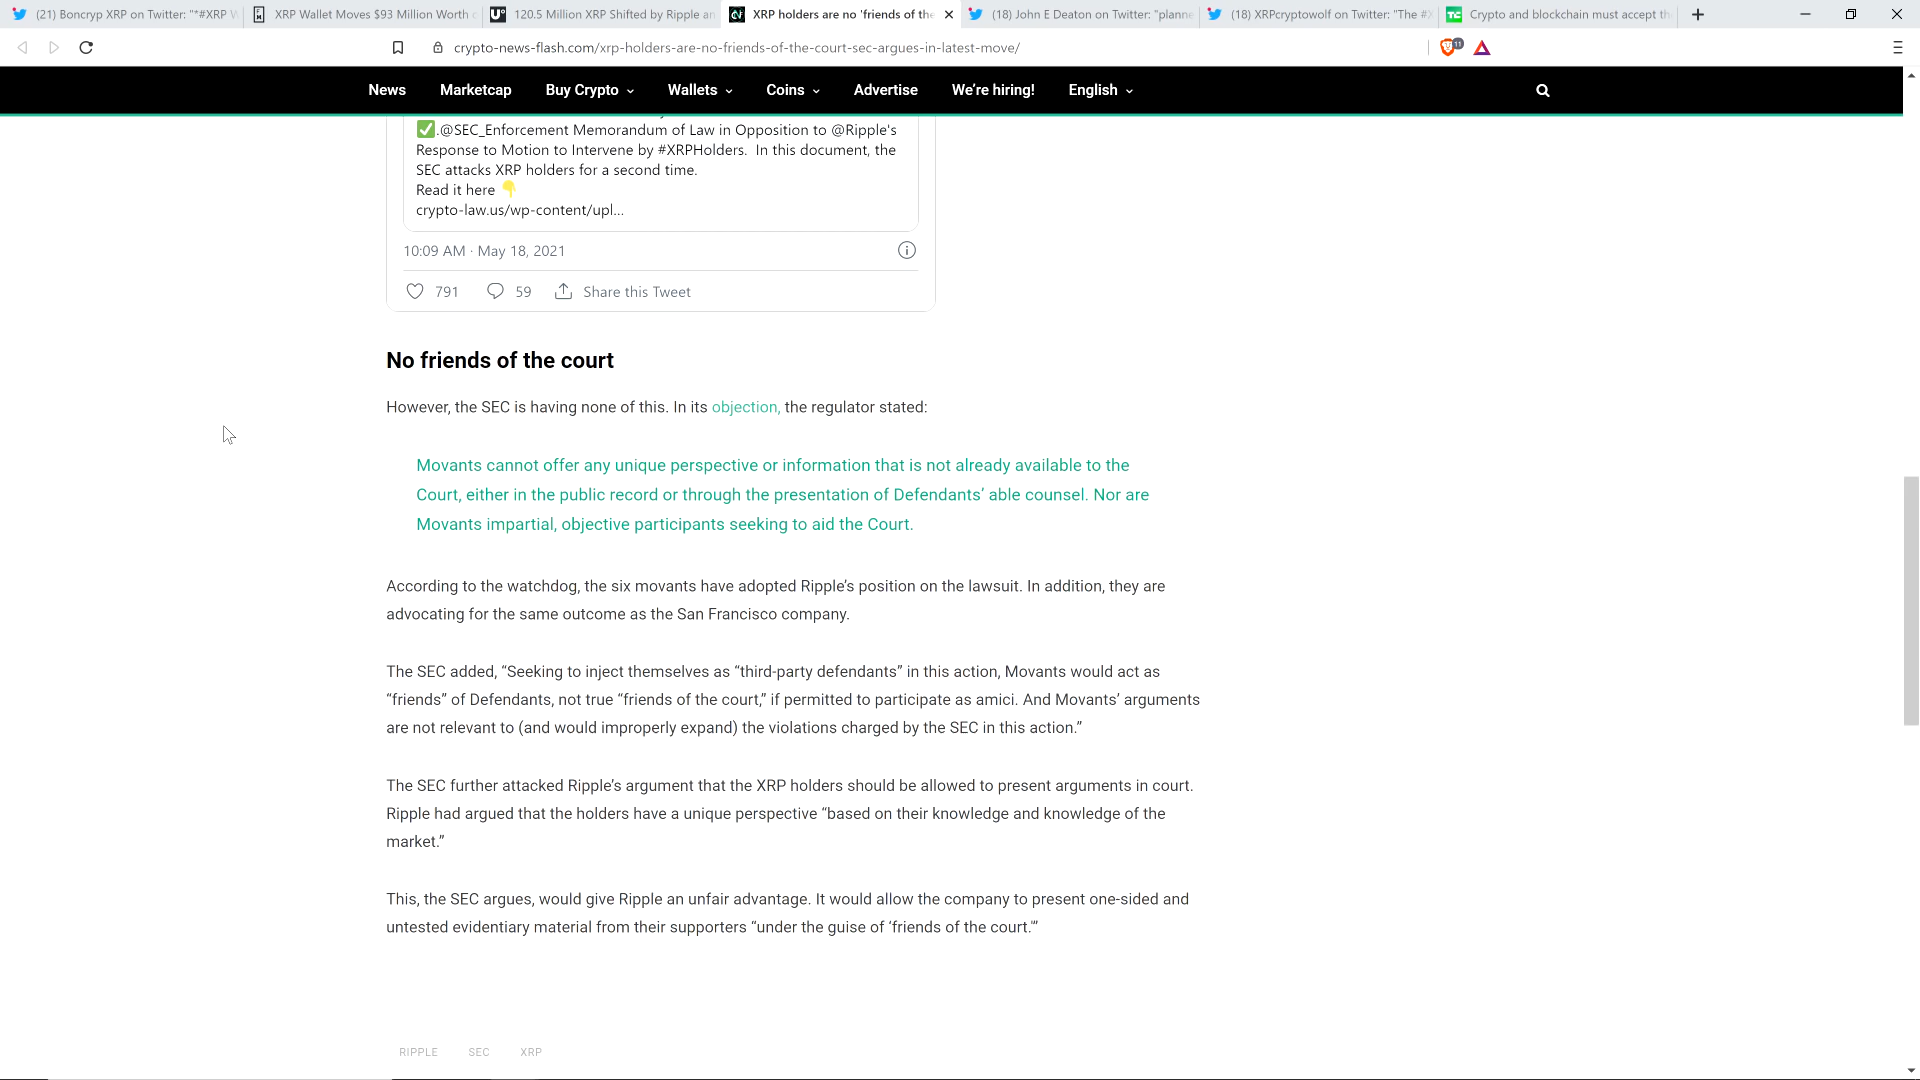 (21) Boncryp XRP on Twitter: "*#XRP W
XRP Wallet Moves $93 Million Worth o
120.5 Million XRP Shifted by Ripple an
XRP holders are no 'friends of the
(18) John E Deaton on Twitter: "planne
(18) XRPcryptowolf on Twitter: "The #X
Crypto and blockchain must accept th
crypto-news-flash.com/xrp-holders-are-no-friends-of-the-court-sec-argues-in-latest-move/
11
News Marketcap Buy Crypto Wallets Coins Advertise We're hiring! English
✅.@SEC_Enforcement Memorandum of Law in Opposition to @Ripple's
Response to Motion to Intervene by #XRPHolders. In this document, the
SEC attacks XRP holders for a second time.
Read it here 👇
crypto-law.us/wp-content/upl...
10:09 AM · May 18, 2021
791 59 Share this Tweet
No friends of the court
However, the SEC is having none of this. In its objection, the regulator stated:
Movants cannot offer any unique perspective or information that is not already available to the
Court, either in the public record or through the presentation of Defendants’ able counsel. Nor are
Movants impartial, objective participants seeking to aid the Court.
According to the watchdog, the six movants have adopted Ripple’s position on the lawsuit. In addition, they are
advocating for the same outcome as the San Francisco company.
The SEC added, “Seeking to inject themselves as “third-party defendants” in this action, Movants would act as
“friends” of Defendants, not true “friends of the court,” if permitted to participate as amici. And Movants’ arguments
are not relevant to (and would improperly expand) the violations charged by the SEC in this action.”
The SEC further attacked Ripple’s argument that the XRP holders should be allowed to present arguments in court.
Ripple had argued that the holders have a unique perspective “based on their knowledge and knowledge of the
market.”
This, the SEC argues, would give Ripple an unfair advantage. It would allow the company to present one-sided and
untested evidentiary material from their supporters “under the guise of ‘friends of the court.’”
RIPPLE SEC XRP